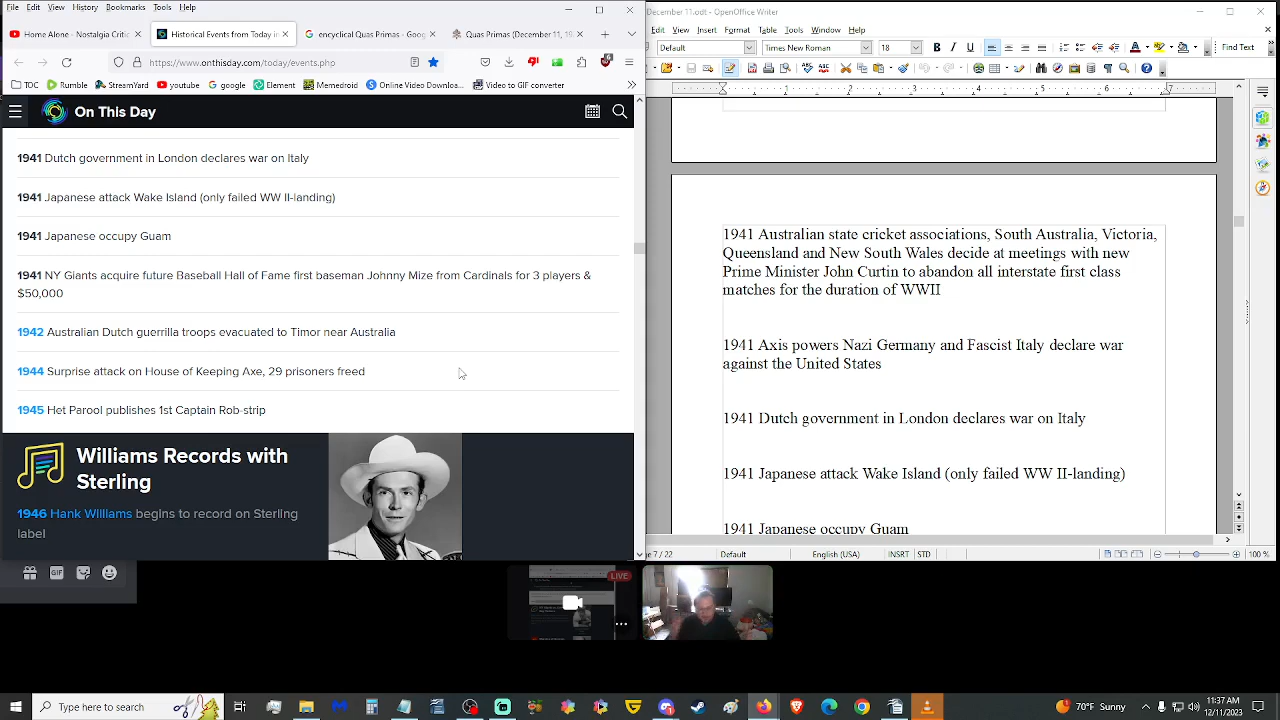 File Edit View History Bookmarks Tools Help
Home Alone - Nostalgia Critic
Historical Events from Today in
encyclical Quas Primas - Goog
Quas Primas (December 11, 19
https://www.onthisday.com/today/events.php
DTC Rumble Streamster youtube google Element Memedroid Online Video Downloa... Video to GIF converter
On This Day
1941 Dutch government in London declares war on Italy
1941 Japanese attack Wake Island (only failed WW II-landing)
1941 Japanese occupy Guam
1941 NY Giants acquire future Baseball Hall of Fame first baseman Johnny Mize from Cardinals for 3 players &
$50,000
1942 Australian Dutch guerrilla troops evacuated to Timor near Australia
1944 Surprise attack on House of Keeping Axe, 29 prisoners freed
1945 Het Parool publishes 1st Captain Rob-strip
Williams Records with
Sterling
1946 Hank Williams begins to record on Sterling
label
December 11.odt - OpenOffice Writer
Edit View Insert Format Table Tools Window Help
Default Times New Roman 18 Find Text
1 2 3 4 5 6 7
1941 Australian state cricket associations, South Australia, Victoria,
Queensland and New South Wales decide at meetings with new
Prime Minister John Curtin to abandon all interstate first class
matches for the duration of WWII
1941 Axis powers Nazi Germany and Fascist Italy declare war
against the United States
1941 Dutch government in London declares war on Italy
1941 Japanese attack Wake Island (only failed WW II-landing)
1941 Japanese occupy Guam
Page 7 / 22 Default English (USA) INSRT STD 100 %
LIVE
Type here to search
70°F Sunny
11:37 AM
12/11/2023